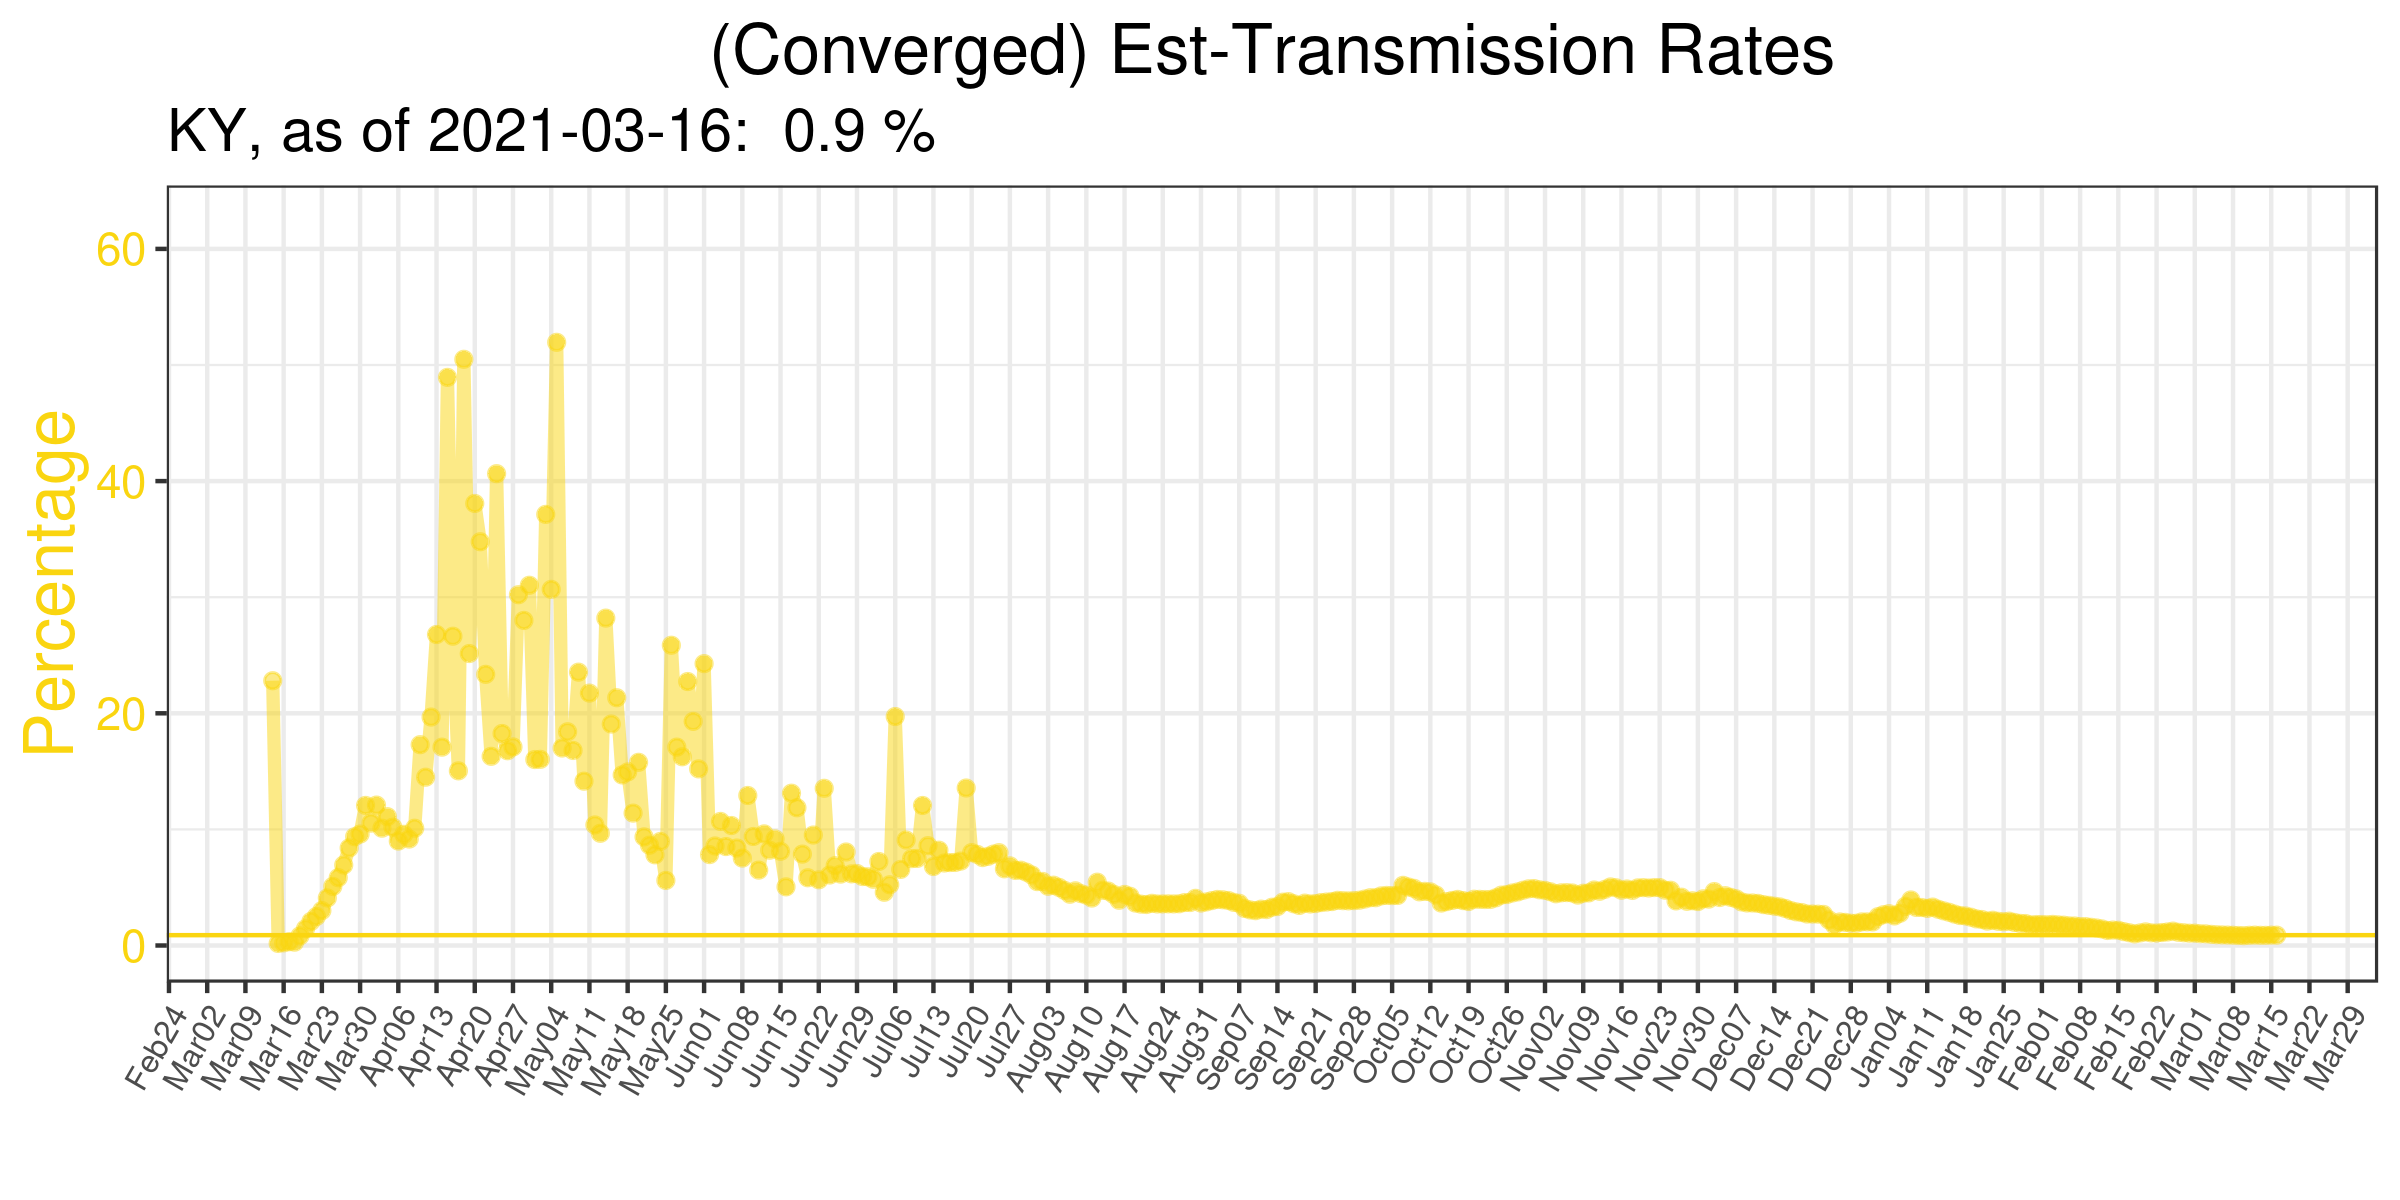 (Converged) Est-Transmission Rates
KY, as of 2021-03-16:  0.9 %
Percentage
60
40
20
0
Feb24
Mar02
Mar09
Mar16
Mar23
Mar30
Apr06
Apr13
Apr20
Apr27
May04
May11
May18
May25
Jun01
Jun08
Jun15
Jun22
Jun29
Jul06
Jul13
Jul20
Jul27
Aug03
Aug10
Aug17
Aug24
Aug31
Sep07
Sep14
Sep21
Sep28
Oct05
Oct12
Oct19
Oct26
Nov02
Nov09
Nov16
Nov23
Nov30
Dec07
Dec14
Dec21
Dec28
Jan04
Jan11
Jan18
Jan25
Feb01
Feb08
Feb15
Feb22
Mar01
Mar08
Mar15
Mar22
Mar29